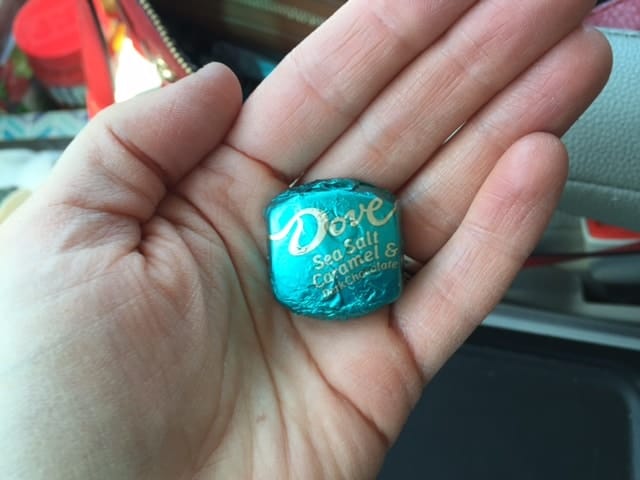 Dove
Sea Salt
Caramel &
Dark Chocolate